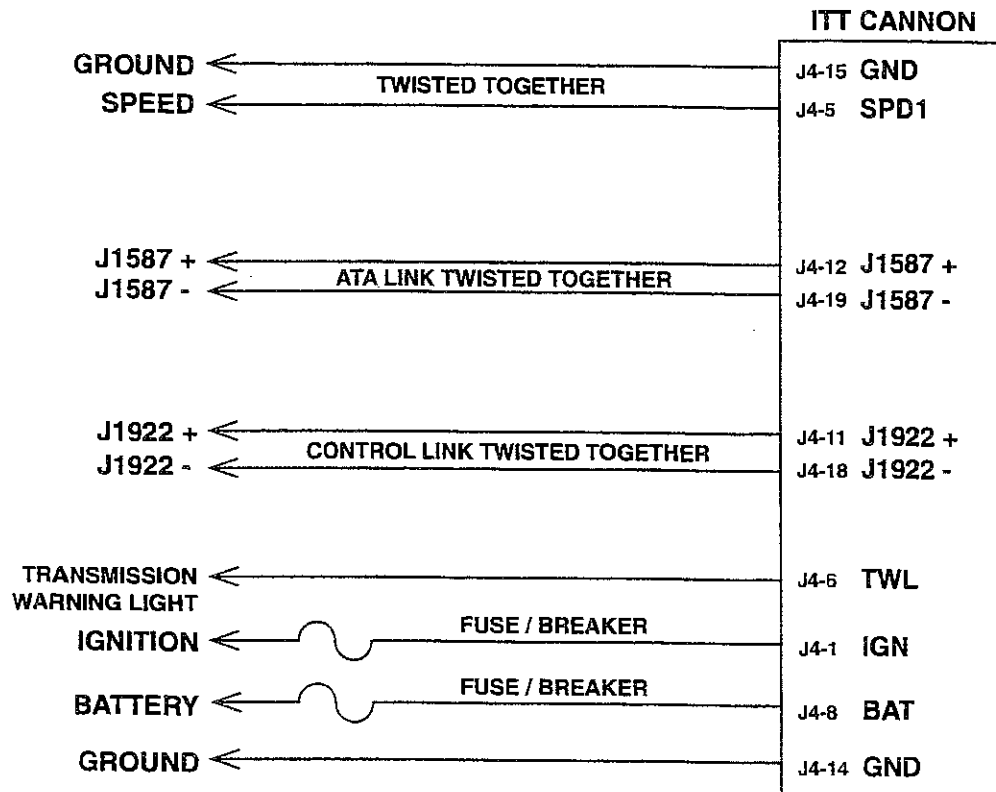 ITT CANNON
GROUND J4-15 GND
TWISTED TOGETHER
SPEED J4-5 SPD1
J1587 + J4-12 J1587 +
ATA LINK TWISTED TOGETHER
J1587 - J4-19 J1587 -
J1922 + J4-11 J1922 +
CONTROL LINK TWISTED TOGETHER
J1922 - J4-18 J1922 -
TRANSMISSION J4-6 TWL
WARNING LIGHT
FUSE / BREAKER
IGNITION J4-1 IGN
FUSE / BREAKER
BATTERY J4-8 BAT
GROUND J4-14 GND